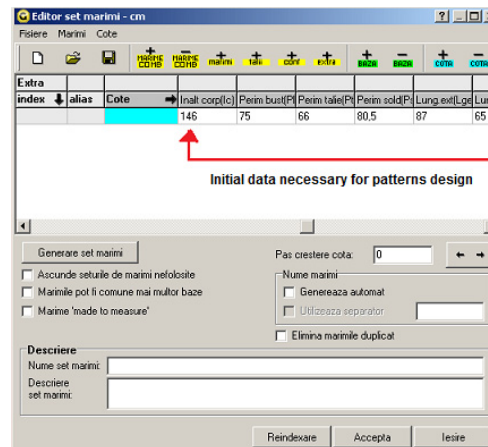 Editor set marimi - cm
Fisiere Marimi Cote
MARIME COMB MARIME COMB marimi talii conf extra BAZA BAZA COTA COTA
Extra
index alias Cote Inalt corp(Ic) Perim bust(P Perim talie(Pt Perim sold(Ps Lung.ext(Lge Lu
146 75 66 80,5 87 65
Initial data necessary for patterns design
Generare set marimi
Pas crestere cota: 0
Ascunde seturile de marimi nefolosite
Nume marimi
Marimile pot fi comune mai multor baze
Genereaza automat
Marime 'made to measure'
Utilizeaza separator
Elimina marimile duplicat
Descriere
Nume set marimi:
Descriere
set marimi:
Reindexare Accepta Iesire